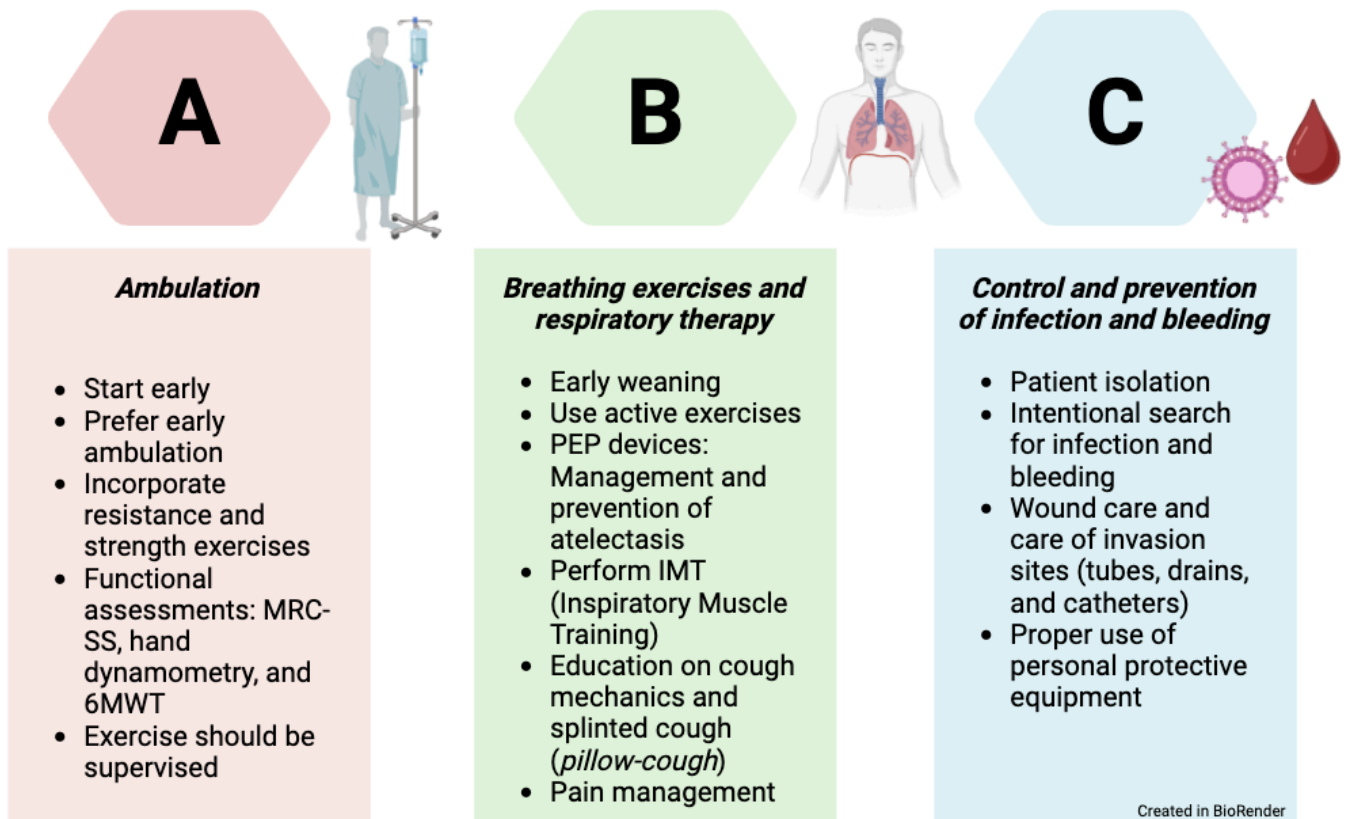 A
Ambulation
• Start early
• Prefer early
ambulation
• Incorporate
resistance and
strength exercises
• Functional
assessments: MRC-
SS, hand
dynamometry, and
6MWT
• Exercise should be
supervised
B
Breathing exercises and
respiratory therapy
• Early weaning
• Use active exercises
• PEP devices:
Management and
prevention of
atelectasis
• Perform IMT
(Inspiratory Muscle
Training)
• Education on cough
mechanics and
splinted cough
(pillow-cough)
• Pain management
C
Control and prevention
of infection and bleeding
• Patient isolation
• Intentional search
for infection and
bleeding
• Wound care and
care of invasion
sites (tubes, drains,
and catheters)
• Proper use of
personal protective
equipment
Created in BioRender